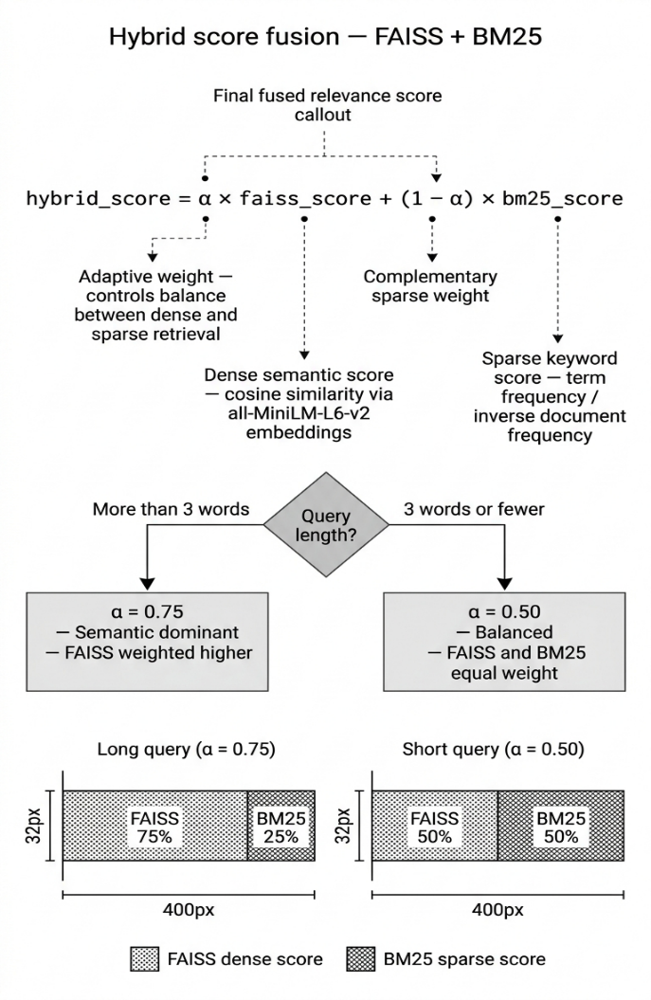 Hybrid score fusion — FAISS + BM25
Final fused relevance score
callout
hybrid_score = α × faiss_score + (1 − α) × bm25_score
Adaptive weight —
controls balance
between dense and
sparse retrieval
Complementary
sparse weight
Dense semantic score
— cosine similarity via
all-MiniLM-L6-v2
embeddings
Sparse keyword
score — term
frequency /
inverse document
frequency
More than 3 words
Query
length?
3 words or fewer
α = 0.75
— Semantic dominant
— FAISS weighted higher
α = 0.50
— Balanced
— FAISS and BM25
equal weight
Long query (α = 0.75)
32px
FAISS
75%
BM25
25%
400px
Short query (α = 0.50)
32px
FAISS
50%
BM25
50%
400px
FAISS dense score
BM25 sparse score